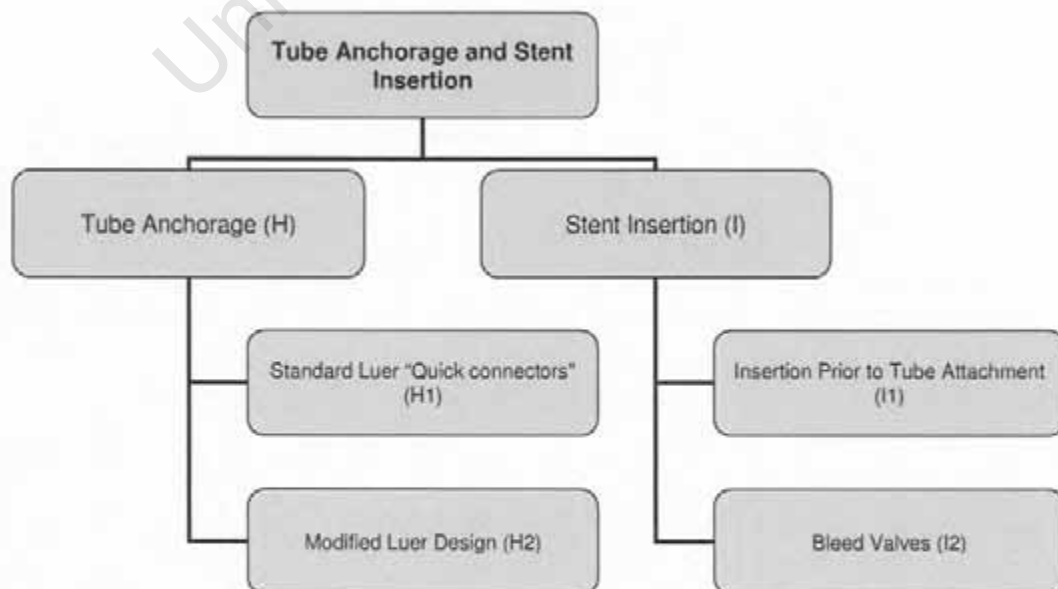 Tube Anchorage and Stent
Insertion
Tube Anchorage (H)
Stent Insertion (I)
Standard Luer "Quick connectors"
(H1)
Insertion Prior to Tube Attachment
(I1)
Modified Luer Design (H2)
Bleed Valves (I2)